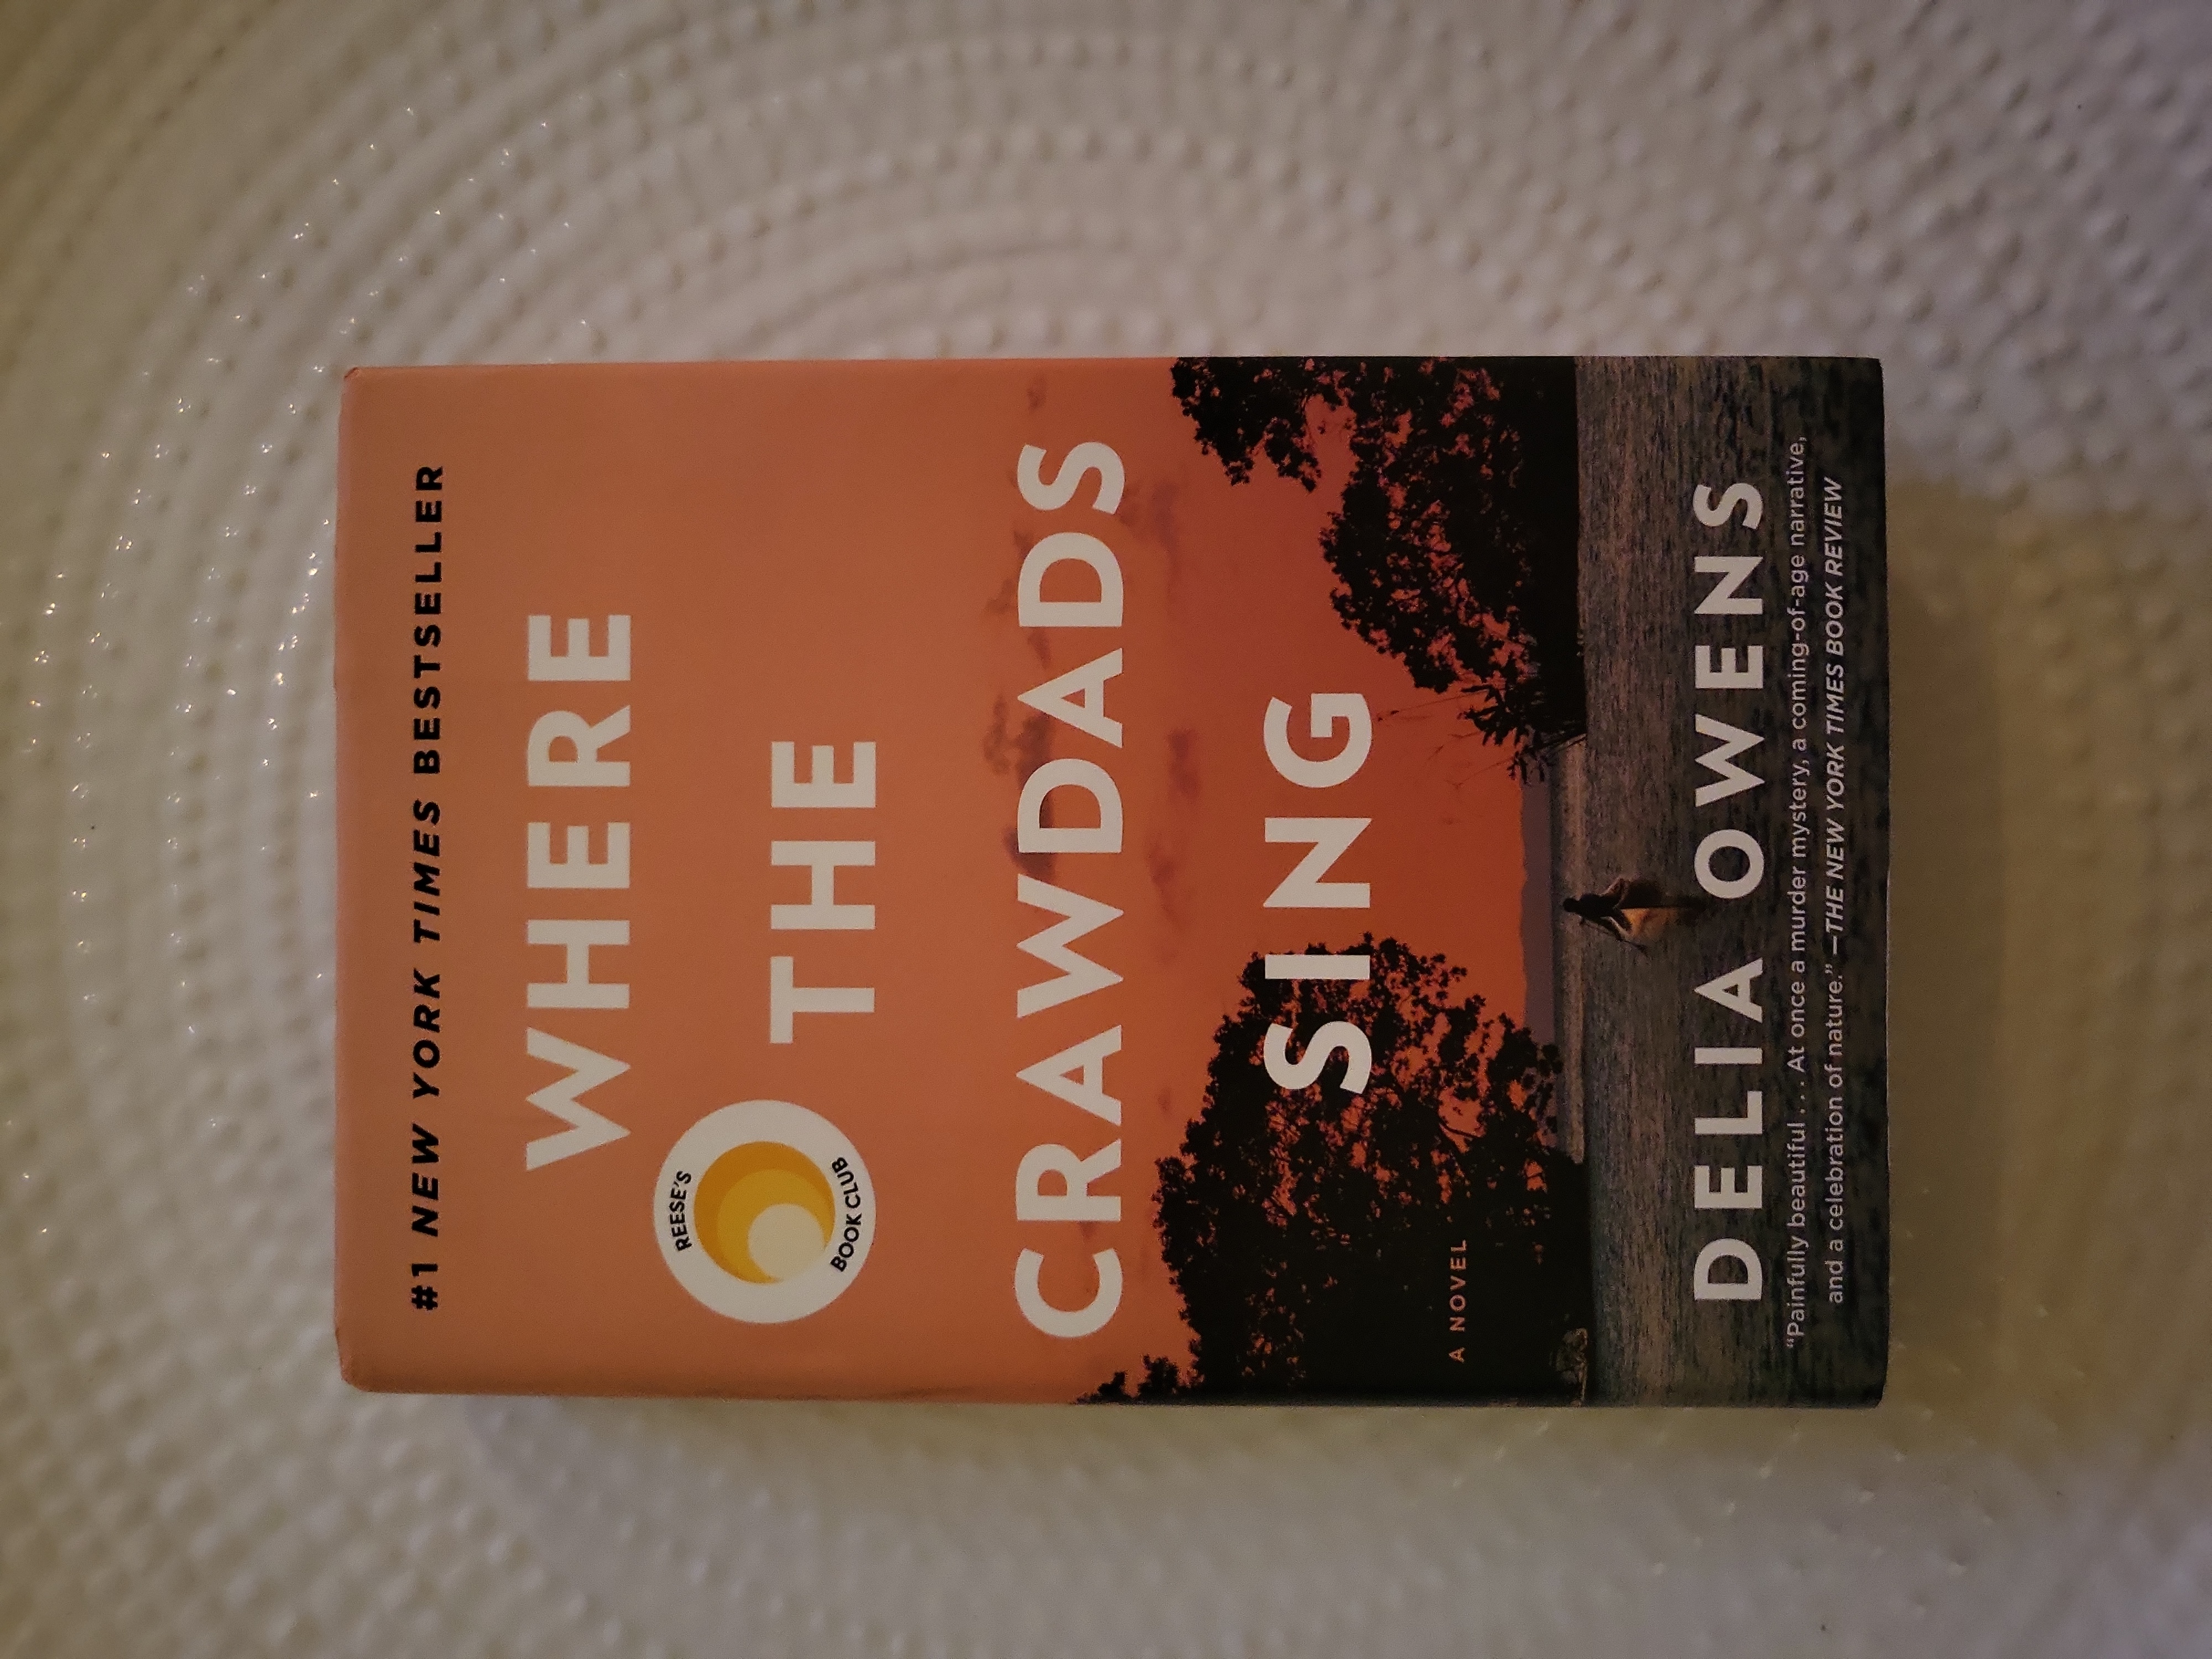 #1 NEW YORK TIMES BESTSELLER
WHERE
REESE'S
BOOK CLUB
THE
CRAWDADS
SING
A NOVEL
DELIA OWENS
“Painfully beautiful . . . At once a murder mystery, a coming-of-age narrative,
and a celebration of nature.” —THE NEW YORK TIMES BOOK REVIEW